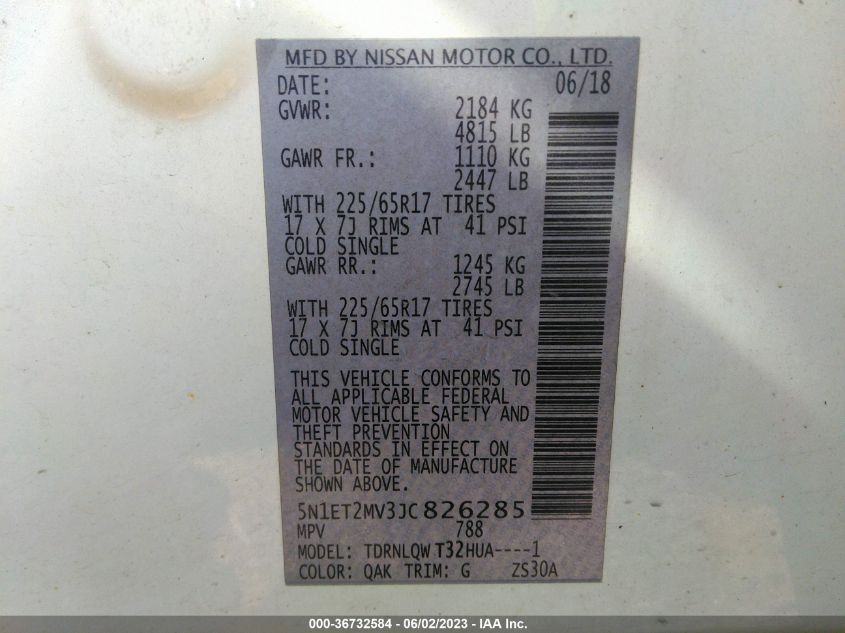 MFD BY NISSAN MOTOR CO., LTD.
DATE: 06/18
GVWR: 2184 KG
4815 LB
GAWR FR.: 1110 KG
2447 LB
WITH 225/65R17 TIRES
17 X 7J RIMS AT 41 PSI
COLD SINGLE
GAWR RR.: 1245 KG
2745 LB
WITH 225/65R17 TIRES
17 X 7J RIMS AT 41 PSI
COLD SINGLE
THIS VEHICLE CONFORMS TO
ALL APPLICABLE FEDERAL
MOTOR VEHICLE SAFETY AND
THEFT PREVENTION
STANDARDS IN EFFECT ON
THE DATE OF MANUFACTURE
SHOWN ABOVE.
5N1ET2MV3JC826285
MPV 788
MODEL: TDRNLQWT32HUA----1
COLOR: QAK TRIM: G ZS30A
000-36732584 - 06/02/2023 - IAA Inc.